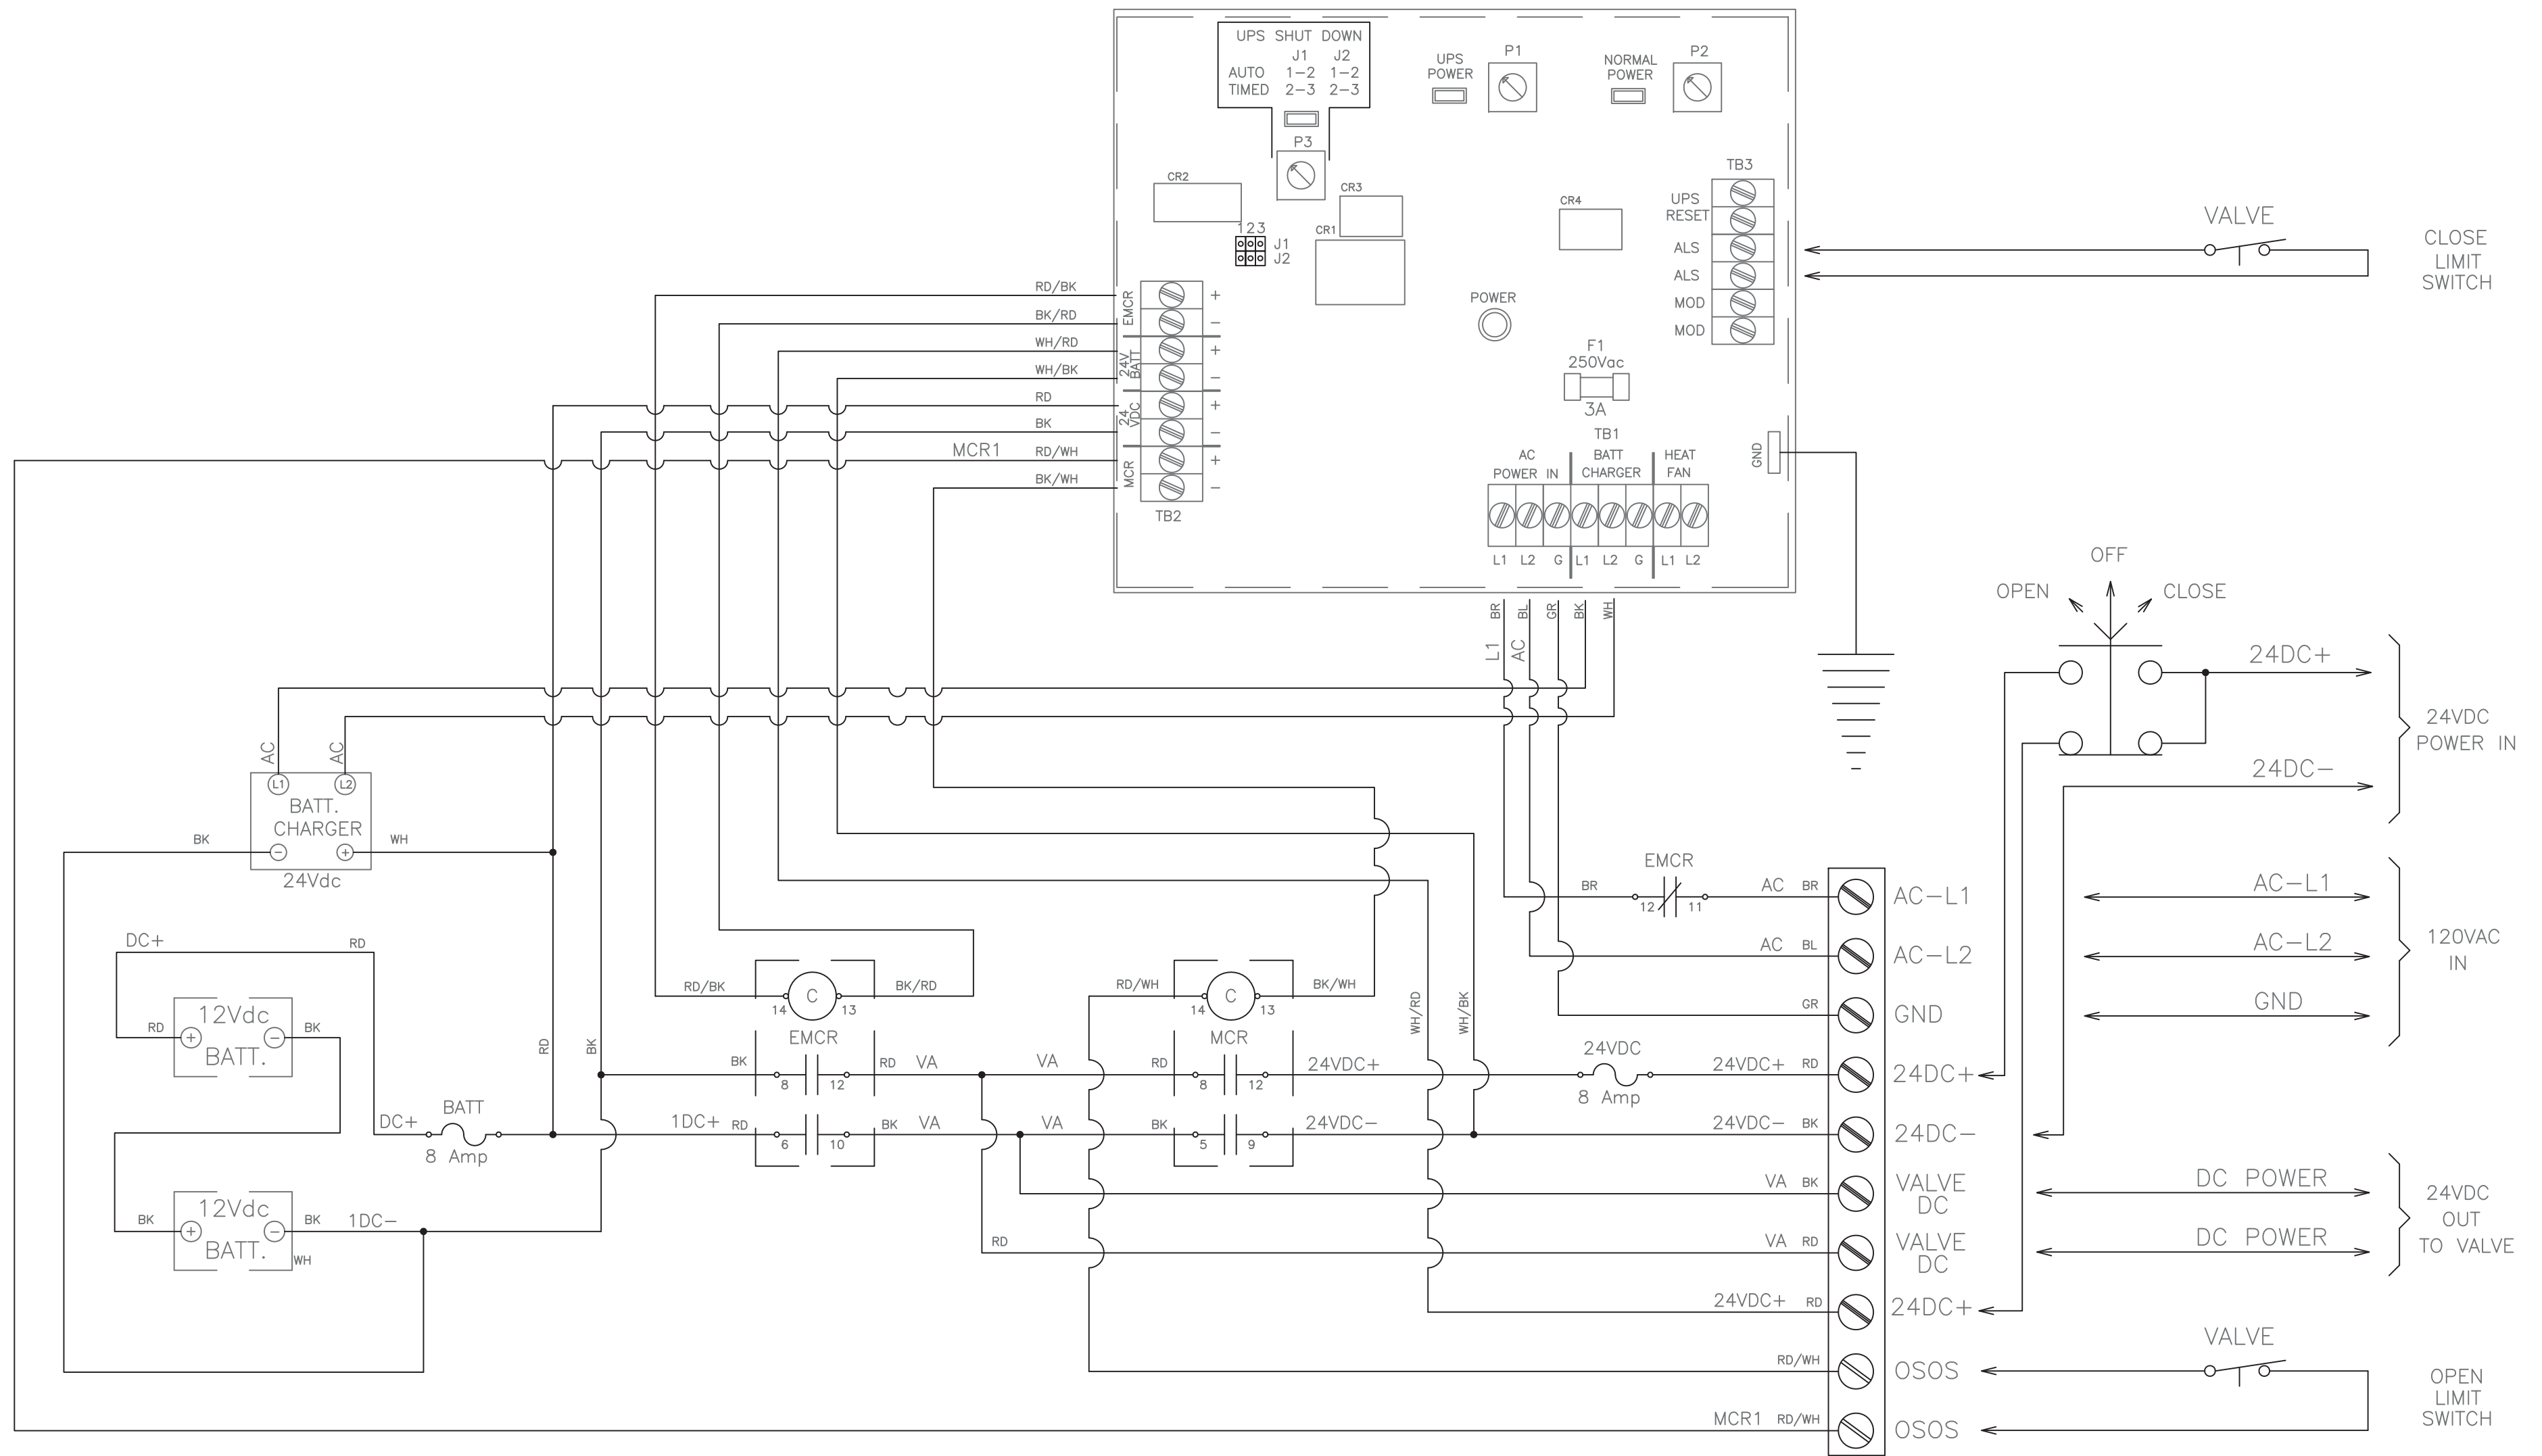 UPS SHUT DOWN
J1 J2
AUTO 1-2 1-2
TIMED 2-3 2-3
P3
UPS
POWER
P1
NORMAL
POWER
P2
CR2
CR3
CR1
CR4
123
J1
J2
POWER
F1
250Vac
3A
TB3
UPS
RESET
ALS
ALS
MOD
MOD
VALVE
CLOSE
LIMIT
SWITCH
RD/BK
BK/RD
WH/RD
WH/BK
RD
BK
MCR1 RD/WH
BK/WH
EMCR
24V
BATT
24
VDC
MCR
+
−
+
−
+
−
+
−
TB2
TB1
AC
POWER IN
BATT
CHARGER
HEAT
FAN
L1 L2 G L1 L2 G L1 L2
GND
BR
BL
GR
BK
WH
L1
AC
OFF
OPEN
CLOSE
24DC+
24DC−
24VDC
POWER IN
AC
AC
L1
L2
BATT.
CHARGER
−
+
24Vdc
BK
WH
DC+
RD
12Vdc
BATT.
RD
+
−
BK
DC+
BATT
8 Amp
12Vdc
BATT.
BK
+
−
BK
1DC−
WH
RD
BK
RD/BK
C
14
13
BK/RD
EMCR
BK
8
12
RD
VA
VA
1DC+
RD
6
10
BK
VA
VA
RD/WH
C
14
13
BK/WH
MCR
RD
8
12
24VDC+
BK
5
9
24VDC−
WH/RD
WH/BK
24VDC
8 Amp
EMCR
BR
12
11
AC BR
AC-L1
AC BL
AC-L2
GR
GND
24VDC+ RD
24DC+
24VDC− BK
24DC−
VA BK
VALVE
DC
RD
VA RD
VALVE
DC
24VDC+ RD
24DC+
RD/WH
OSOS
MCR1 RD/WH
OSOS
AC-L1
AC-L2
GND
120VAC
IN
DC POWER
DC POWER
24VDC
OUT
TO VALVE
VALVE
OPEN
LIMIT
SWITCH